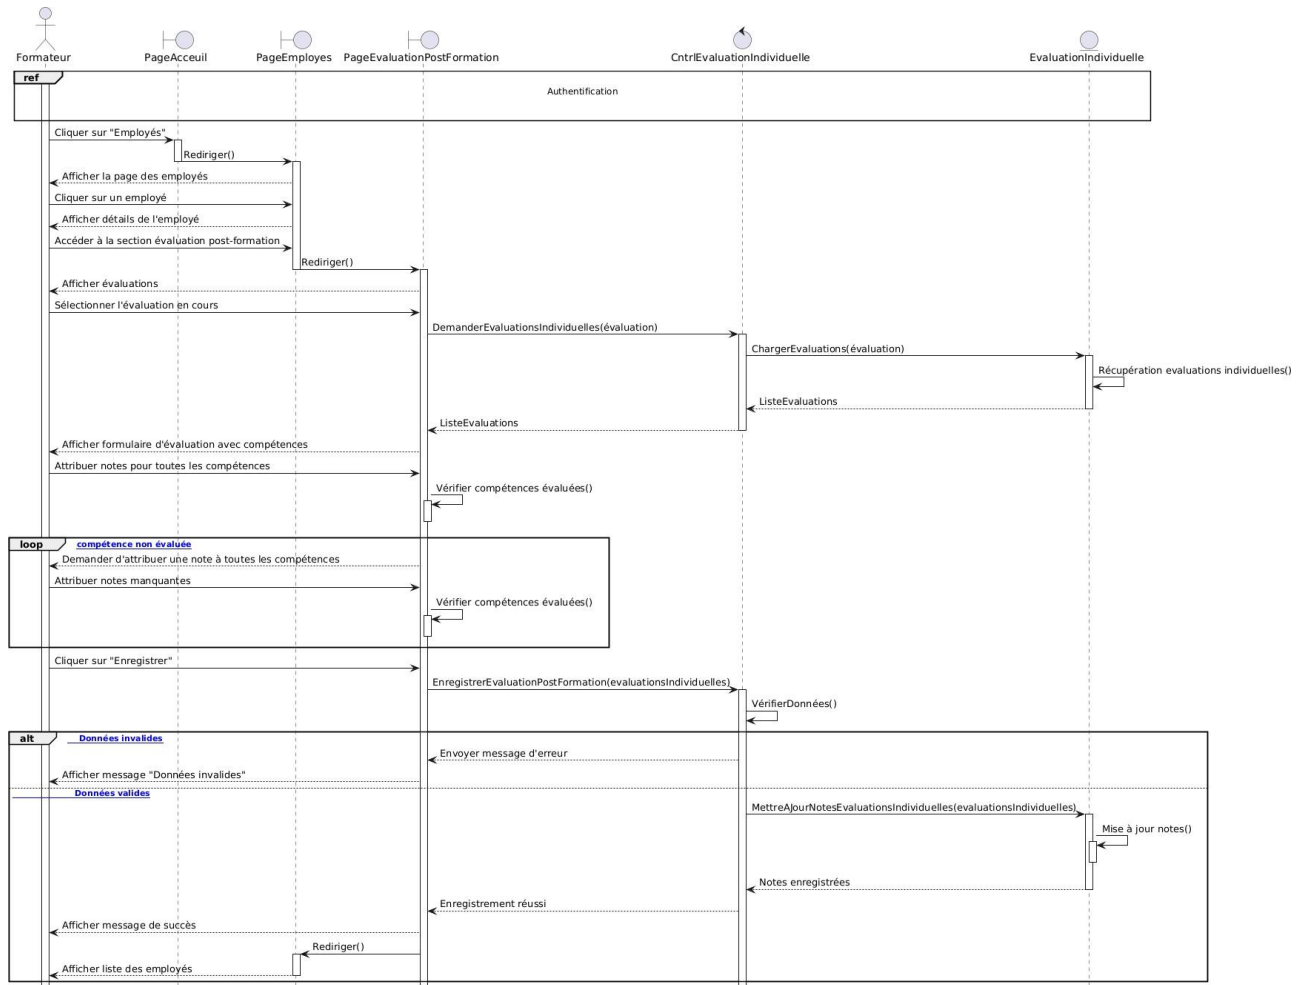 Formateur
PageAcceuil
PageEmployes
PageEvaluationPostFormation
CntrlEvaluationIndividuelle
EvaluationIndividuelle
ref
Authentification
Cliquer sur "Employés"
Rediriger()
Afficher la page des employés
Cliquer sur un employé
Afficher détails de l'employé
Accéder à la section évaluation post-formation
Rediriger()
Afficher évaluations
Sélectionner l'évaluation en cours
DemanderEvaluationsIndividuelles(évaluation)
ChargerEvaluations(évaluation)
Récupération evaluations individuelles()
ListeEvaluations
ListeEvaluations
Afficher formulaire d'évaluation avec compétences
Attribuer notes pour toutes les compétences
Vérifier compétences évaluées()
loop compétence non évaluée
Demander d'attribuer une note à toutes les compétences
Attribuer notes manquantes
Vérifier compétences évaluées()
Cliquer sur "Enregistrer"
EnregistrerEvaluationPostFormation(evaluationsIndividuelles)
VérifierDonnées()
alt Données invalides
Envoyer message d'erreur
Afficher message "Données invalides"
Données valides
MettreAJourNotesEvaluationsIndividuelles(evaluationsIndividuelles)
Mise à jour notes()
Notes enregistrées
Enregistrement réussi
Afficher message de succès
Rediriger()
Afficher liste des employés